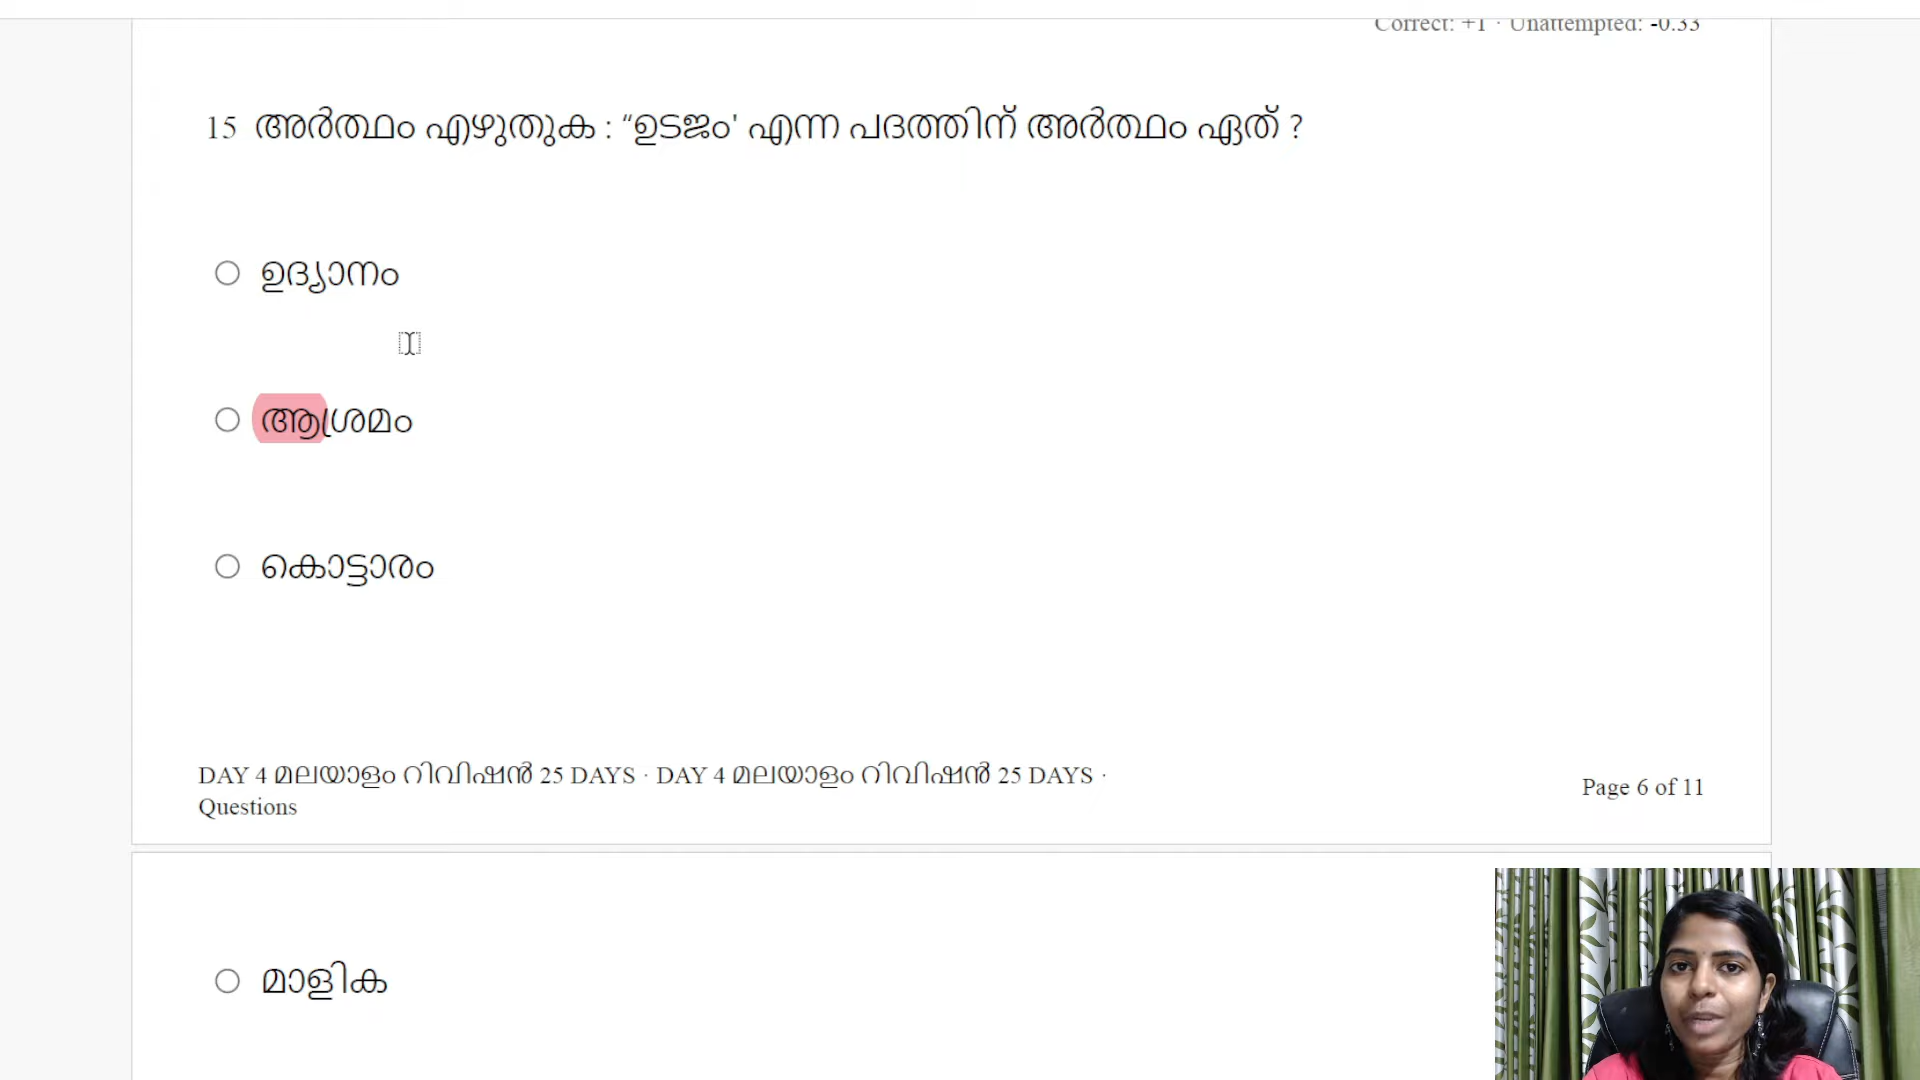 Correct: +1 · Unattempted: -0.33
15 അർത്ഥം എഴുതുക : “ഉടജം' എന്ന പദത്തിന് അർത്ഥം ഏത് ?
ഉദ്യാനം
ആശ്രമം
കൊട്ടാരം
DAY 4 മലയാളം റിവിഷൻ 25 DAYS · DAY 4 മലയാളം റിവിഷൻ 25 DAYS ·
Questions
Page 6 of 11
മാളിക